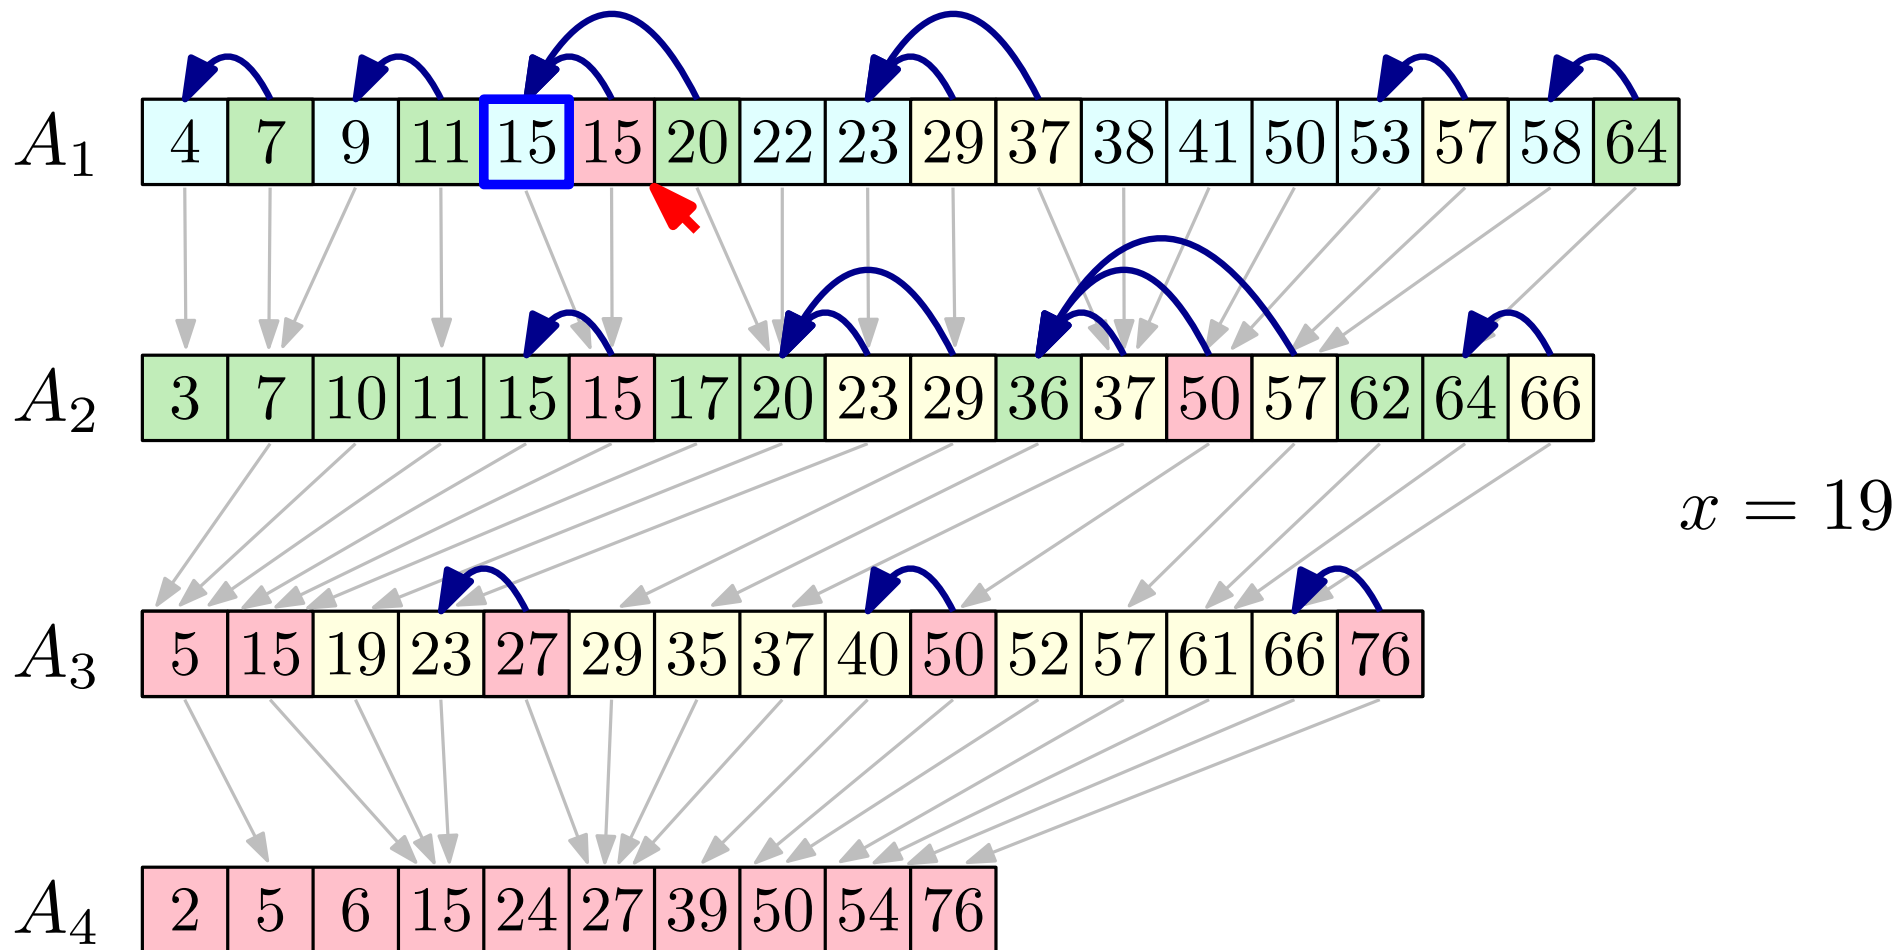 A₁ 4 7 9 11 15 15 20 22 23 29 37 38 41 50 53 57 58 64
A₂ 3 7 10 11 15 15 17 20 23 29 36 37 50 57 62 64 66
x = 19
A₃ 5 15 19 23 27 29 35 37 40 50 52 57 61 66 76
A₄ 2 5 6 15 24 27 39 50 54 76